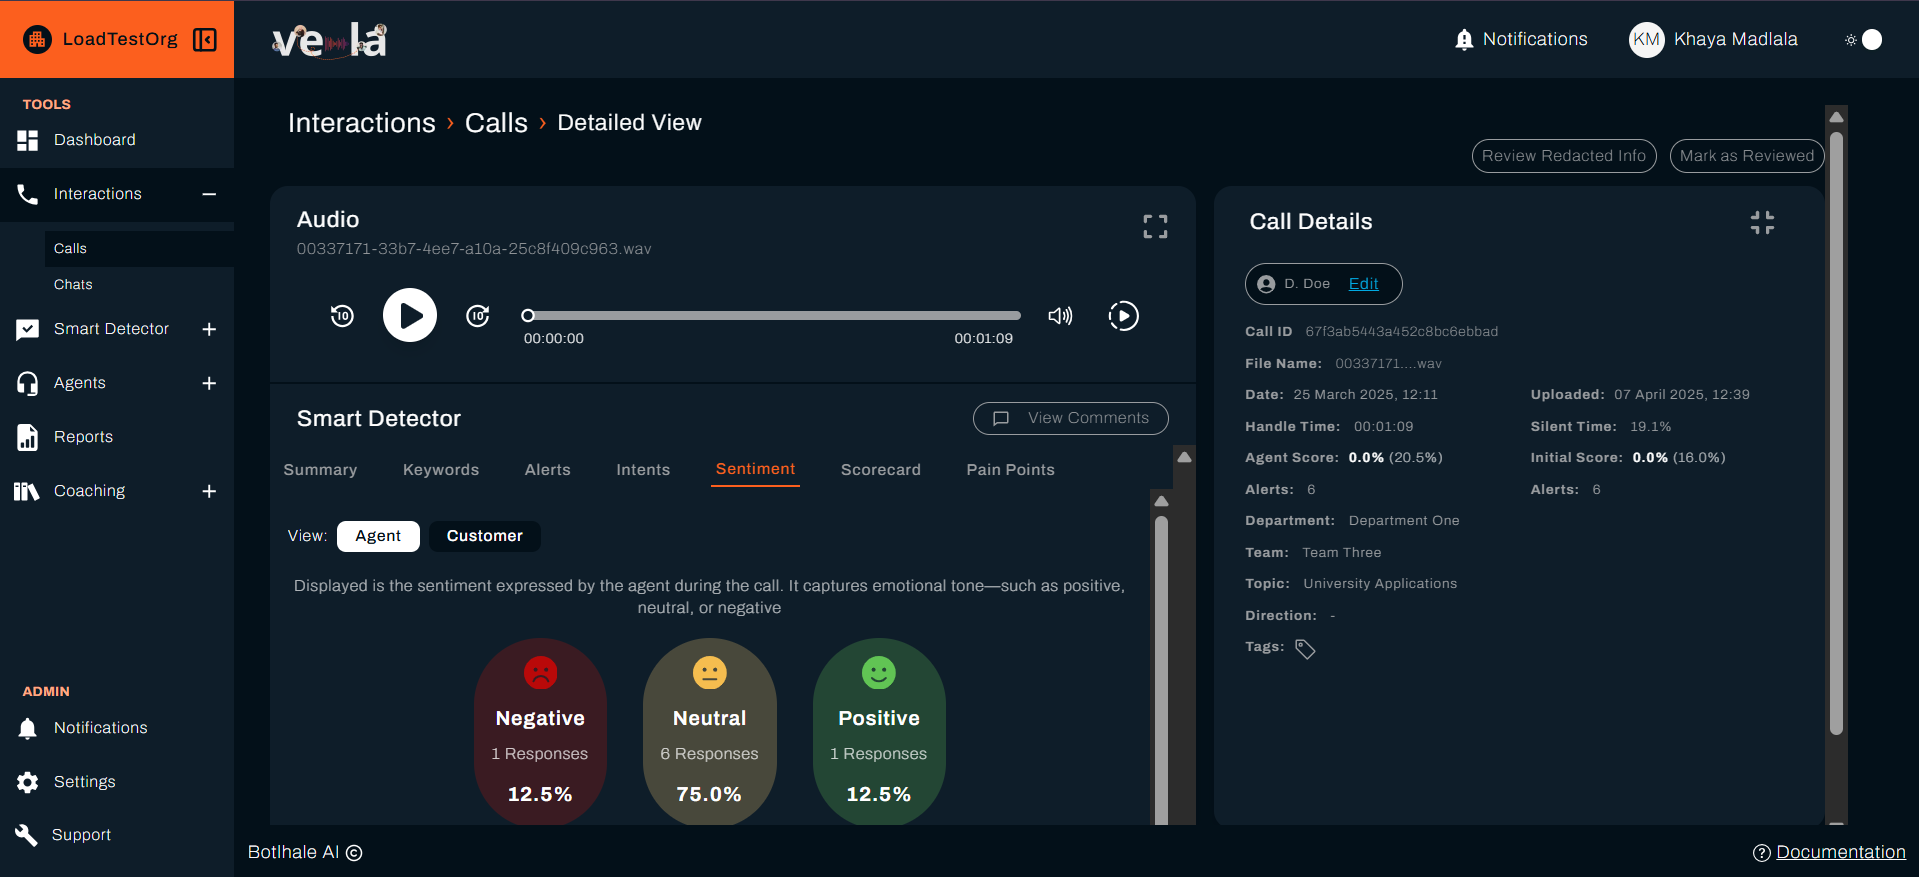 LoadTestOrg
vela
Notifications
KM
Khaya Madlala
TOOLS
Dashboard
Interactions
Calls
Chats
Smart Detector
Agents
Reports
Coaching
ADMIN
Notifications
Settings
Support
Interactions › Calls › Detailed View
Review Redacted Info
Mark as Reviewed
Audio
00337171-33b7-4ee7-a10a-25c8f409c963.wav
10
10
00:00:00
00:01:09
Smart Detector
View Comments
Summary
Keywords
Alerts
Intents
Sentiment
Scorecard
Pain Points
View:
Agent
Customer
Displayed is the sentiment expressed by the agent during the call. It captures emotional tone—such as positive,
neutral, or negative
Negative
1 Responses
12.5%
Neutral
6 Responses
75.0%
Positive
1 Responses
12.5%
Call Details
D. Doe Edit
Call ID 67f3ab5443a452c8bc6ebbad
File Name: 00337171....wav
Date: 25 March 2025, 12:11
Uploaded: 07 April 2025, 12:39
Handle Time: 00:01:09
Silent Time: 19.1%
Agent Score: 0.0% (20.5%)
Initial Score: 0.0% (16.0%)
Alerts: 6
Alerts: 6
Department: Department One
Team: Team Three
Topic: University Applications
Direction: -
Tags:
Botlhale AI ©
Documentation